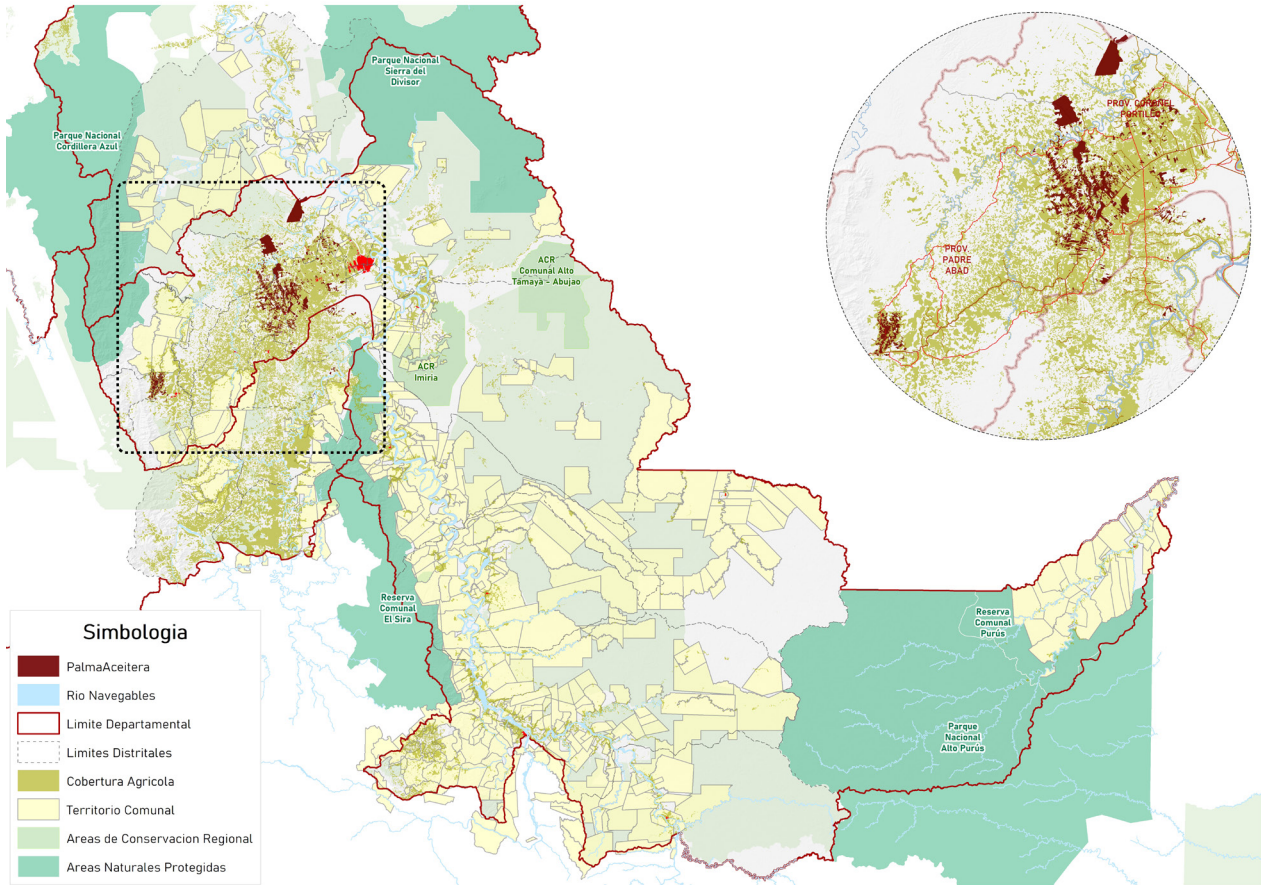 Parque Nacional
Sierra del
Divisor
Parque Nacional
Cordillera Azul
PROV. CORONEL
PORTILLO
PROV.
PADRE
ABAD
ACR
Comunal Alto
Tamaya - Abujao
ACR
Imiria
Reserva
Comunal
El Sira
Reserva
Comunal
Purús
Parque
Nacional
Alto Purús
Simbologia
PalmaAceitera
Rio Navegables
Limite Departamental
Limites Distritales
Cobertura Agricola
Territorio Comunal
Areas de Conservacion Regional
Areas Naturales Protegidas